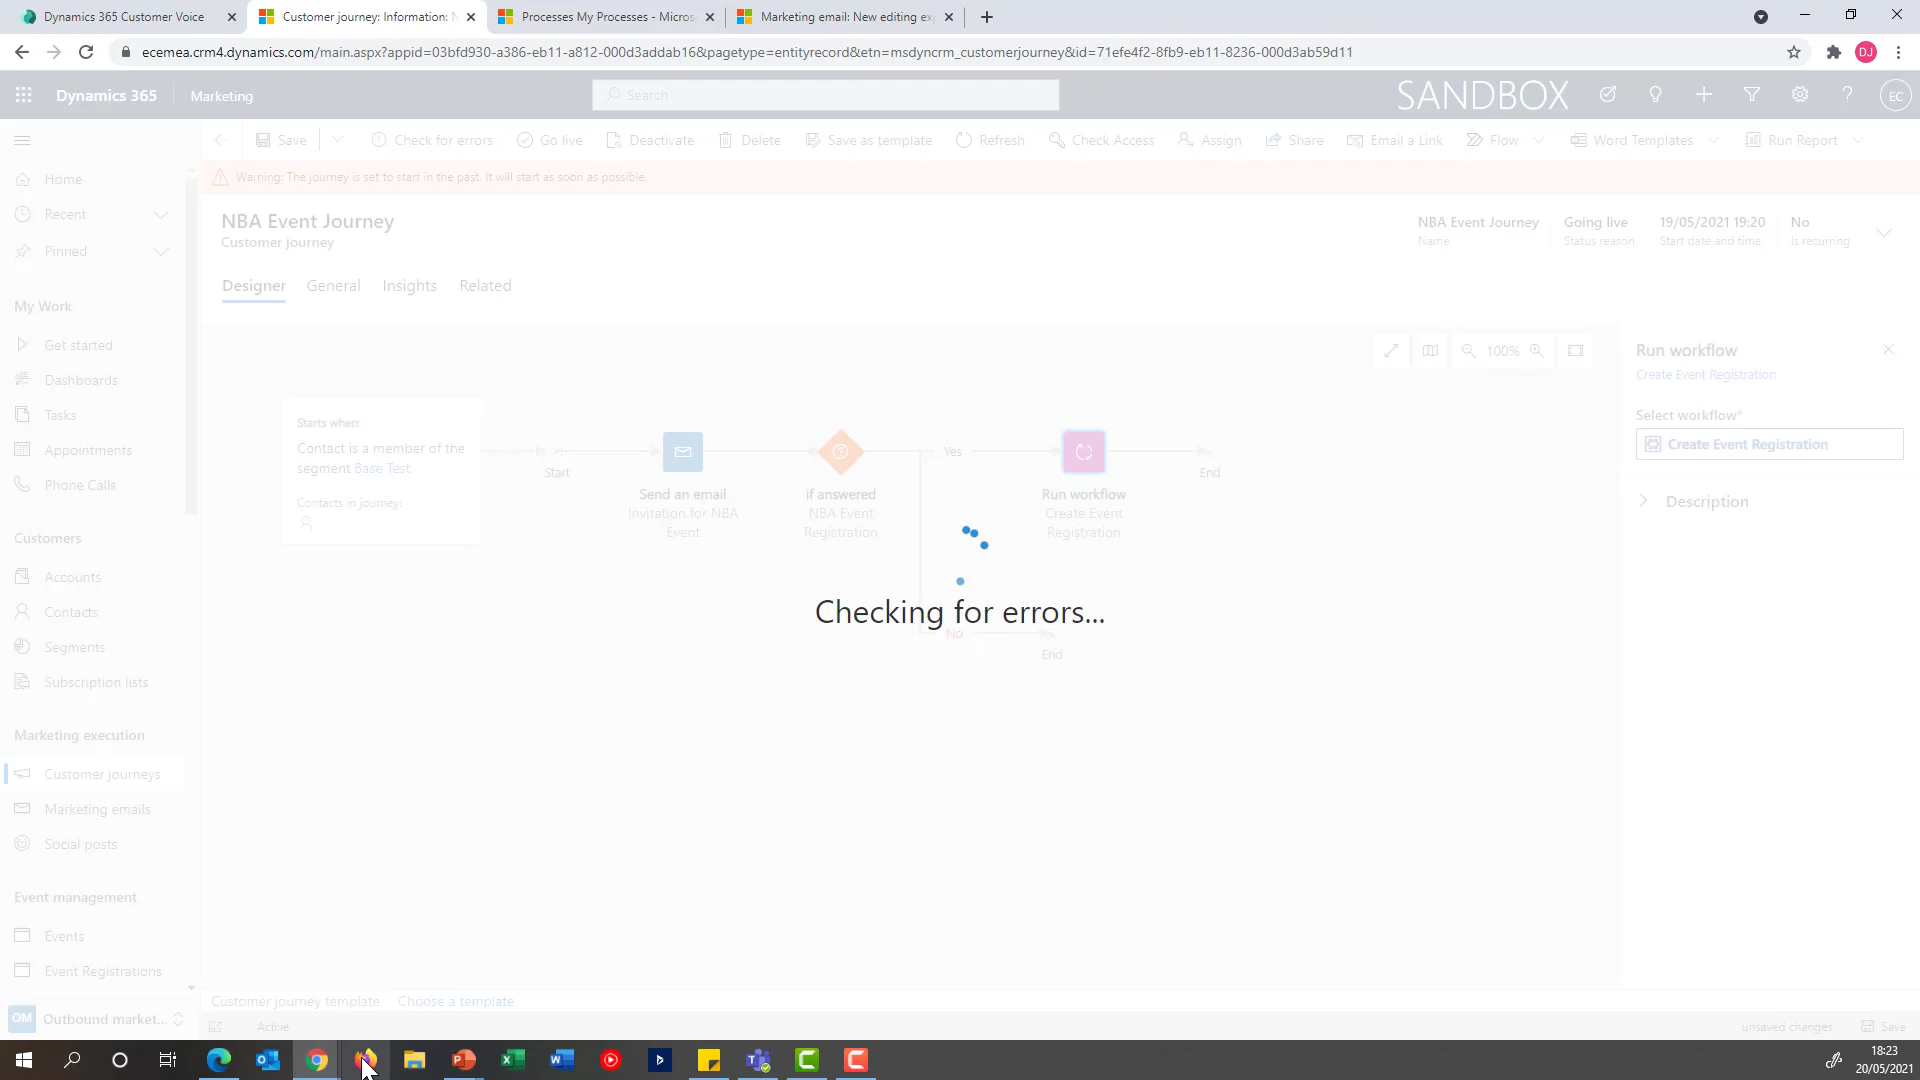 Dynamics 365 Customer Voice
Customer journey: Information: N
Processes My Processes - Micros
Marketing email: New editing exp
ecemea.crm4.dynamics.com/main.aspx?appid=03bfd930-a386-eb11-a812-000d3addab16&pagetype=entityrecord&etn=msdyncrm_customerjourney&id=71efe4f2-8fb9-eb11-8236-000d3ab59d11
DJ
Dynamics 365
Marketing
Search
SANDBOX
EC
Save
Check for errors
Go live
Deactivate
Delete
Save as template
Refresh
Check Access
Assign
Share
Email a Link
Flow
Word Templates
Run Report
Warning: The journey is set to start in the past. It will start as soon as possible.
Home
Recent
Pinned
My Work
Get started
Dashboards
Tasks
Appointments
Phone Calls
Customers
Accounts
Contacts
Segments
Subscription lists
Marketing execution
Customer journeys
Marketing emails
Social posts
Event management
Events
Event Registrations
OM
Outbound market...
NBA Event Journey
Customer journey
NBA Event Journey
Name
Going live
Status reason
19/05/2021 19:20
Start date and time
No
Is recurring
Designer
General
Insights
Related
100%
Starts when:
Contact is a member of the
segment Base Test
Contacts in journey:
Start
Send an email
Invitation for NBA
Event
if answered
NBA Event
Registration
Yes
Run workflow
Create Event
Registration
End
Checking for errors...
No
End
Run workflow
Create Event Registration
Select workflow*
Create Event Registration
Description
Customer journey template
Choose a template
Active
unsaved changes
Save
18:23
20/05/2021